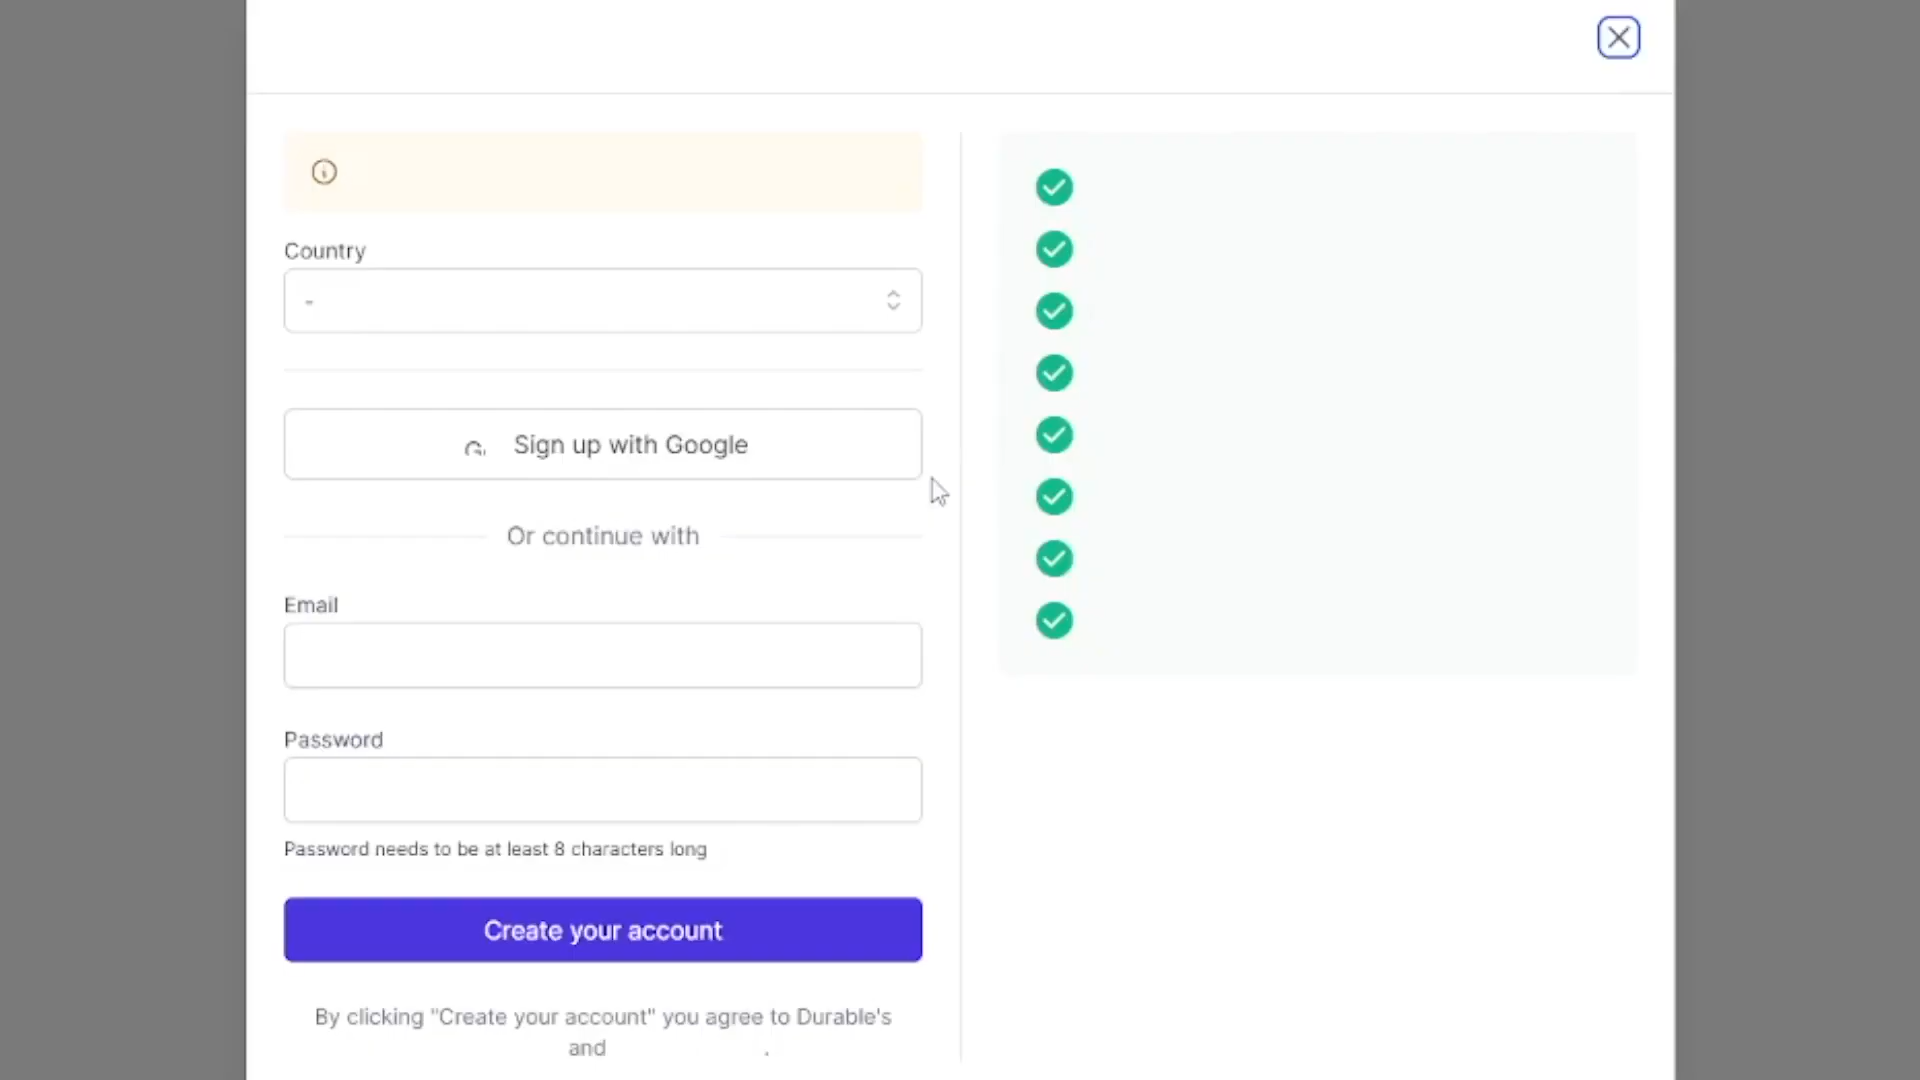 Country
-
Sign up with Google
Or continue with
Email
Password
Password needs to be at least 8 characters long
Create your account
By clicking "Create your account" you agree to Durable's
and .